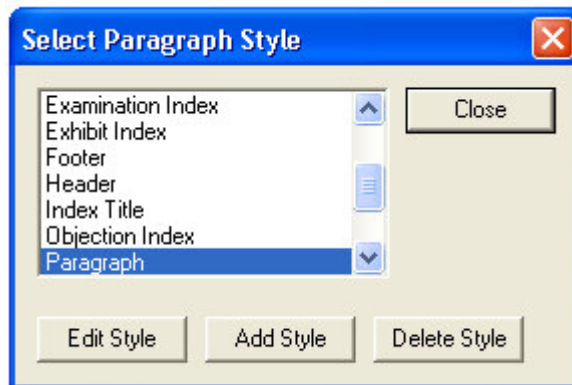 Select Paragraph Style
Examination Index
Exhibit Index
Footer
Header
Index Title
Objection Index
Paragraph
Close
Edit Style
Add Style
Delete Style